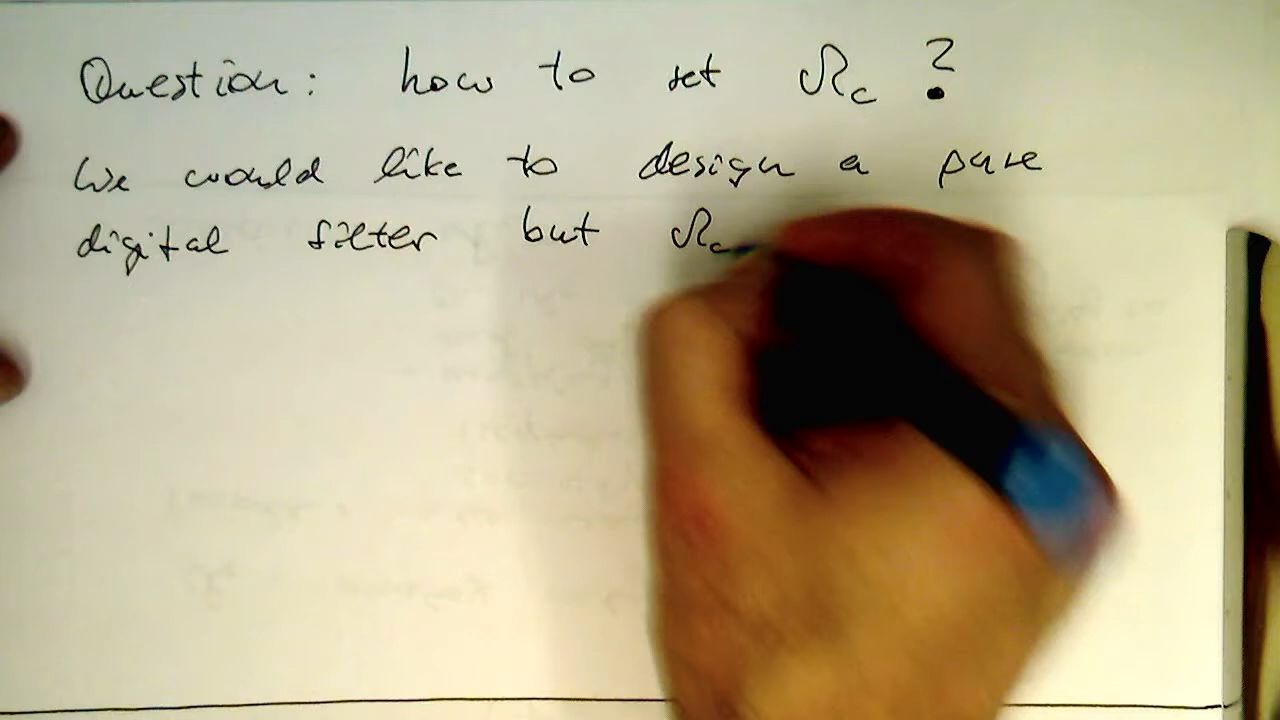 Question: how to set Ωc ?
We would like to design a pure
digital filter but Ωc